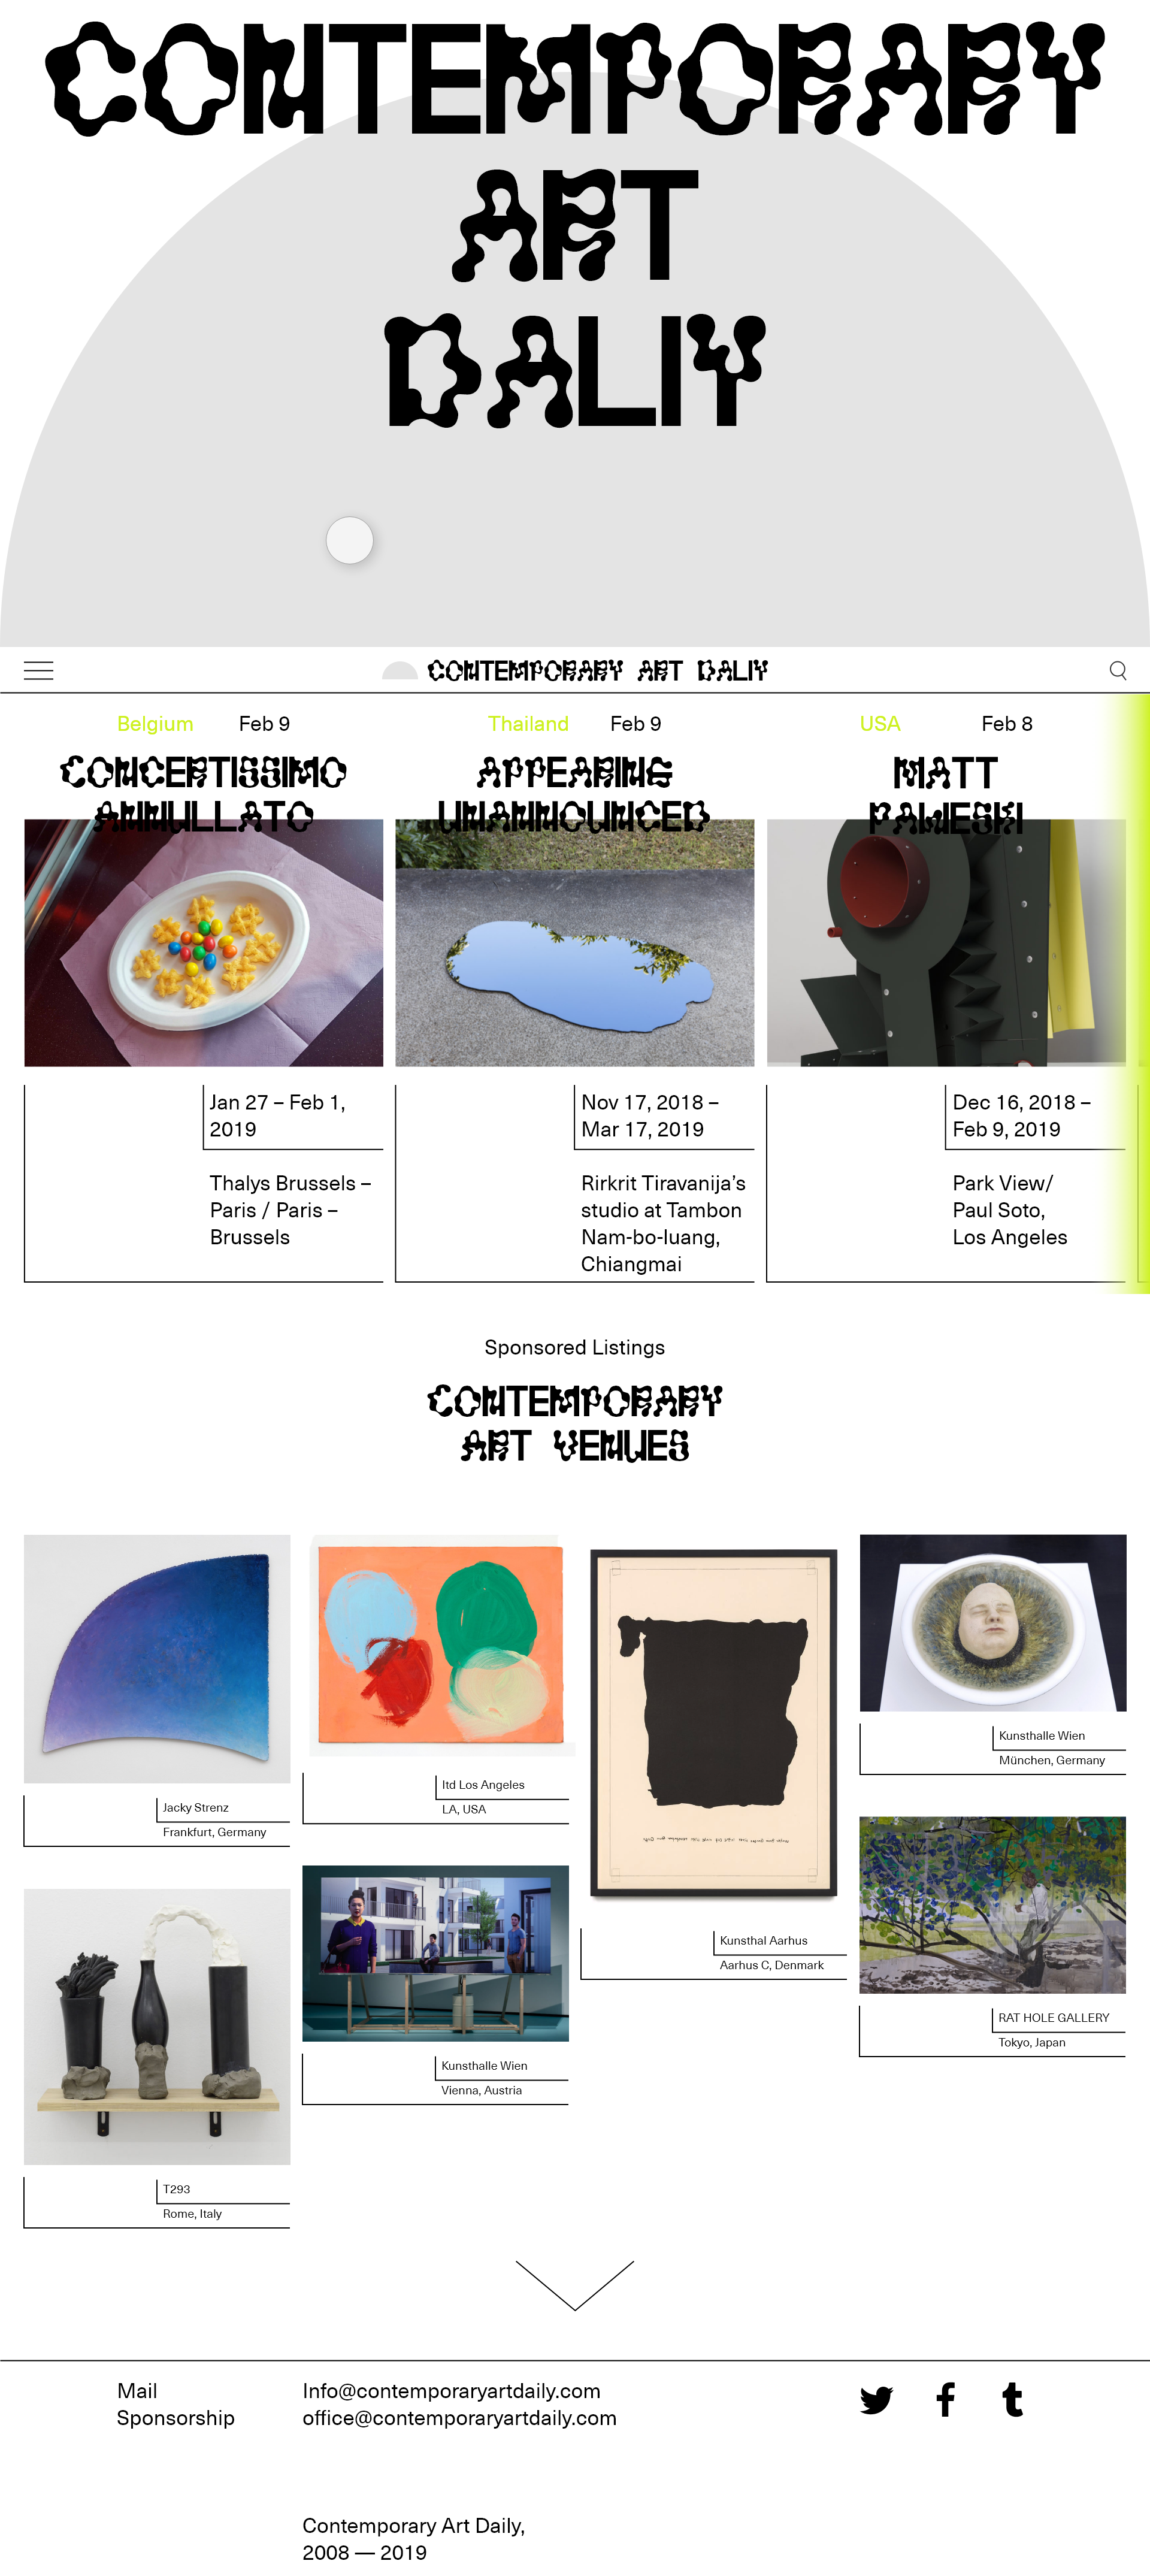 CONTEMPORARY
ART
DALIY
CONTEMPORARY ART DALIY
Belgium Feb 9
CONCERTISSIMO
ANNULLATO
Jan 27 – Feb 1,
2019
Thalys Brussels –
Paris / Paris –
Brussels
Thailand Feb 9
APPEARING
UNANNOUNCED
Nov 17, 2018 –
Mar 17, 2019
Rirkrit Tiravanija’s
studio at Tambon
Nam-bo-luang,
Chiangmai
USA Feb 8
MATT
PAWESKI
Dec 16, 2018 –
Feb 9, 2019
Park View/
Paul Soto,
Los Angeles
Sponsored Listings
CONTEMPORARY
ART VENUES
Jacky Strenz
Frankfurt, Germany
T293
Rome, Italy
ltd Los Angeles
LA, USA
Kunsthalle Wien
Vienna, Austria
Kunsthal Aarhus
Aarhus C, Denmark
Kunsthalle Wien
München, Germany
RAT HOLE GALLERY
Tokyo, Japan
Mail Info@contemporaryartdaily.com
Sponsorship office@contemporaryartdaily.com
Contemporary Art Daily,
2008 — 2019